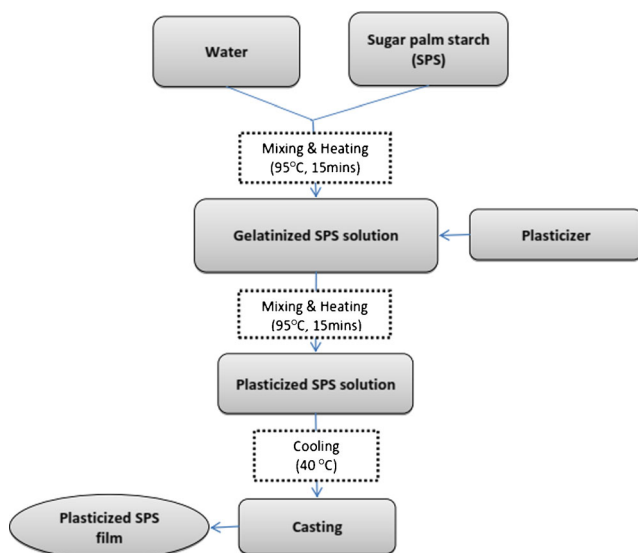 Water
Sugar palm starch
(SPS)
Mixing & Heating
(95°C, 15mins)
Gelatinized SPS solution
Plasticizer
Mixing & Heating
(95°C, 15mins)
Plasticized SPS solution
Cooling
(40 °C)
Plasticized SPS
film
Casting